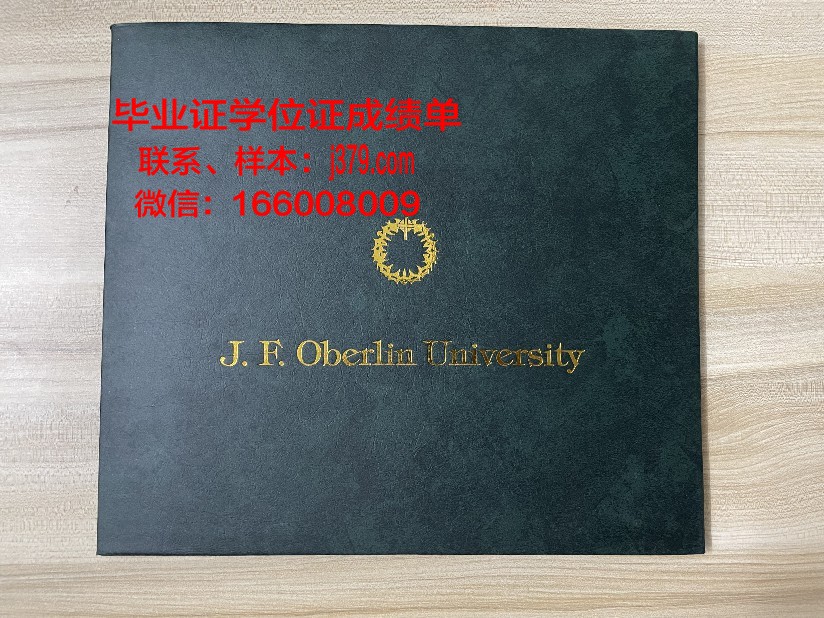 毕业证学位证成绩单
联系、样本：j379.com
微信：166008009
J. F. Oberlin University